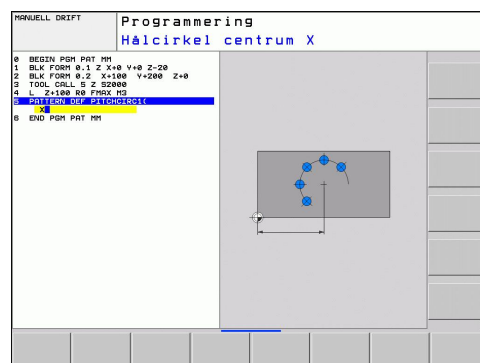 MANUELL DRIFT
Programmering
Hålcirkel centrum X
0 BEGIN PGM PAT MM
1 BLK FORM 0.1 Z X+0 Y+0 Z-20
2 BLK FORM 0.2 X+100 Y+200 Z+0
3 TOOL CALL 5 Z S2000
4 L Z+100 R0 FMAX M3
5 PATTERN DEF PITCHCIRC1(
X
6 END PGM PAT MM